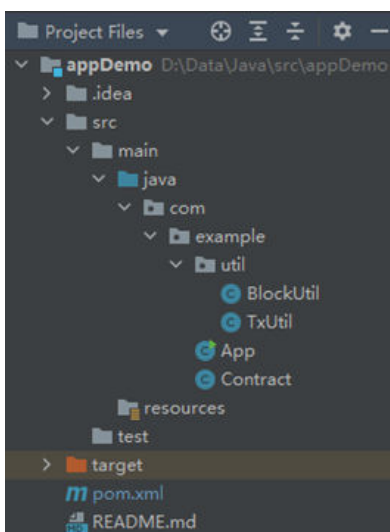 Project Files
appDemo D:\Data\Java\src\appDemo
.idea
src
main
java
com
example
util
BlockUtil
TxUtil
App
Contract
resources
test
target
pom.xml
README.md